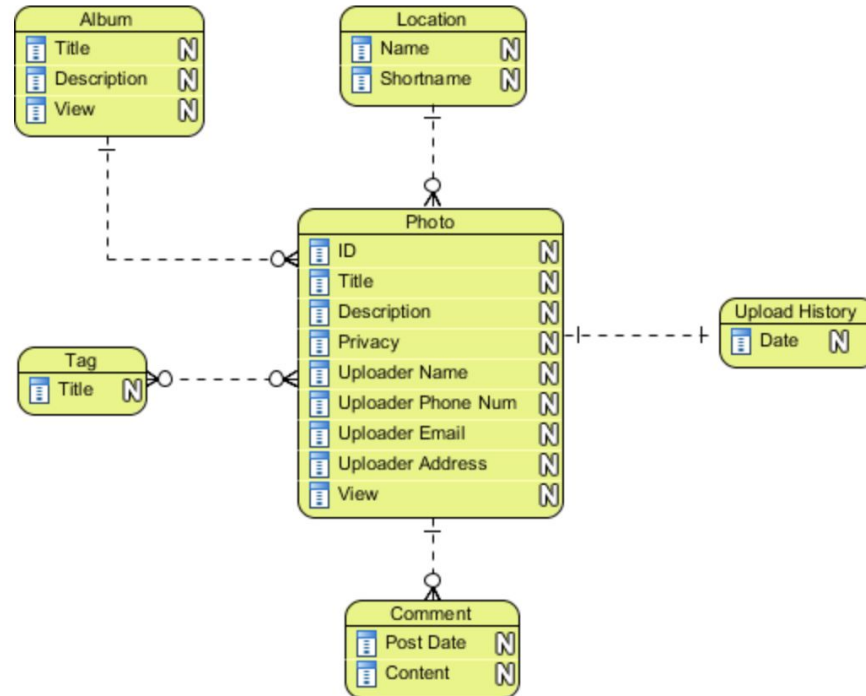 Album
Title N
Description N
View N
Location
Name N
Shortname N
Photo
ID N
Title N
Description N
Privacy N
Uploader Name N
Uploader Phone Num N
Uploader Email N
Uploader Address N
View N
Upload History
Date N
Tag
Title N
Comment
Post Date N
Content N